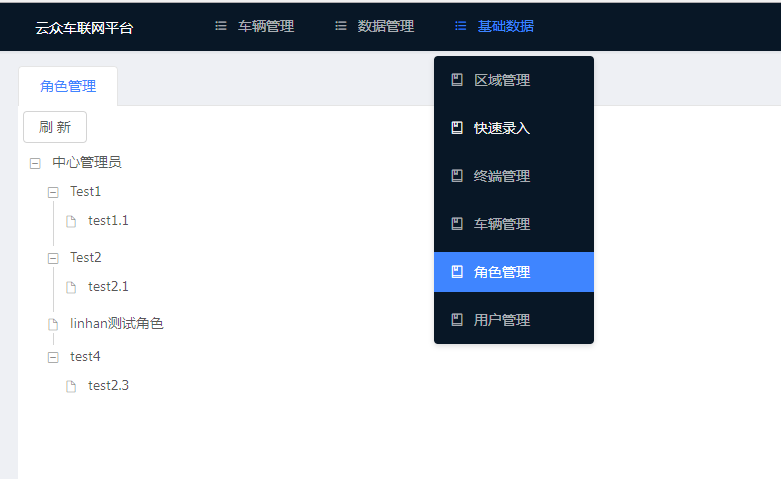 云众车联网平台 车辆管理 数据管理 基础数据
角色管理
刷 新
中心管理员
Test1
test1.1
Test2
test2.1
linhan测试角色
test4
test2.3
区域管理
快速录入
终端管理
车辆管理
角色管理
用户管理